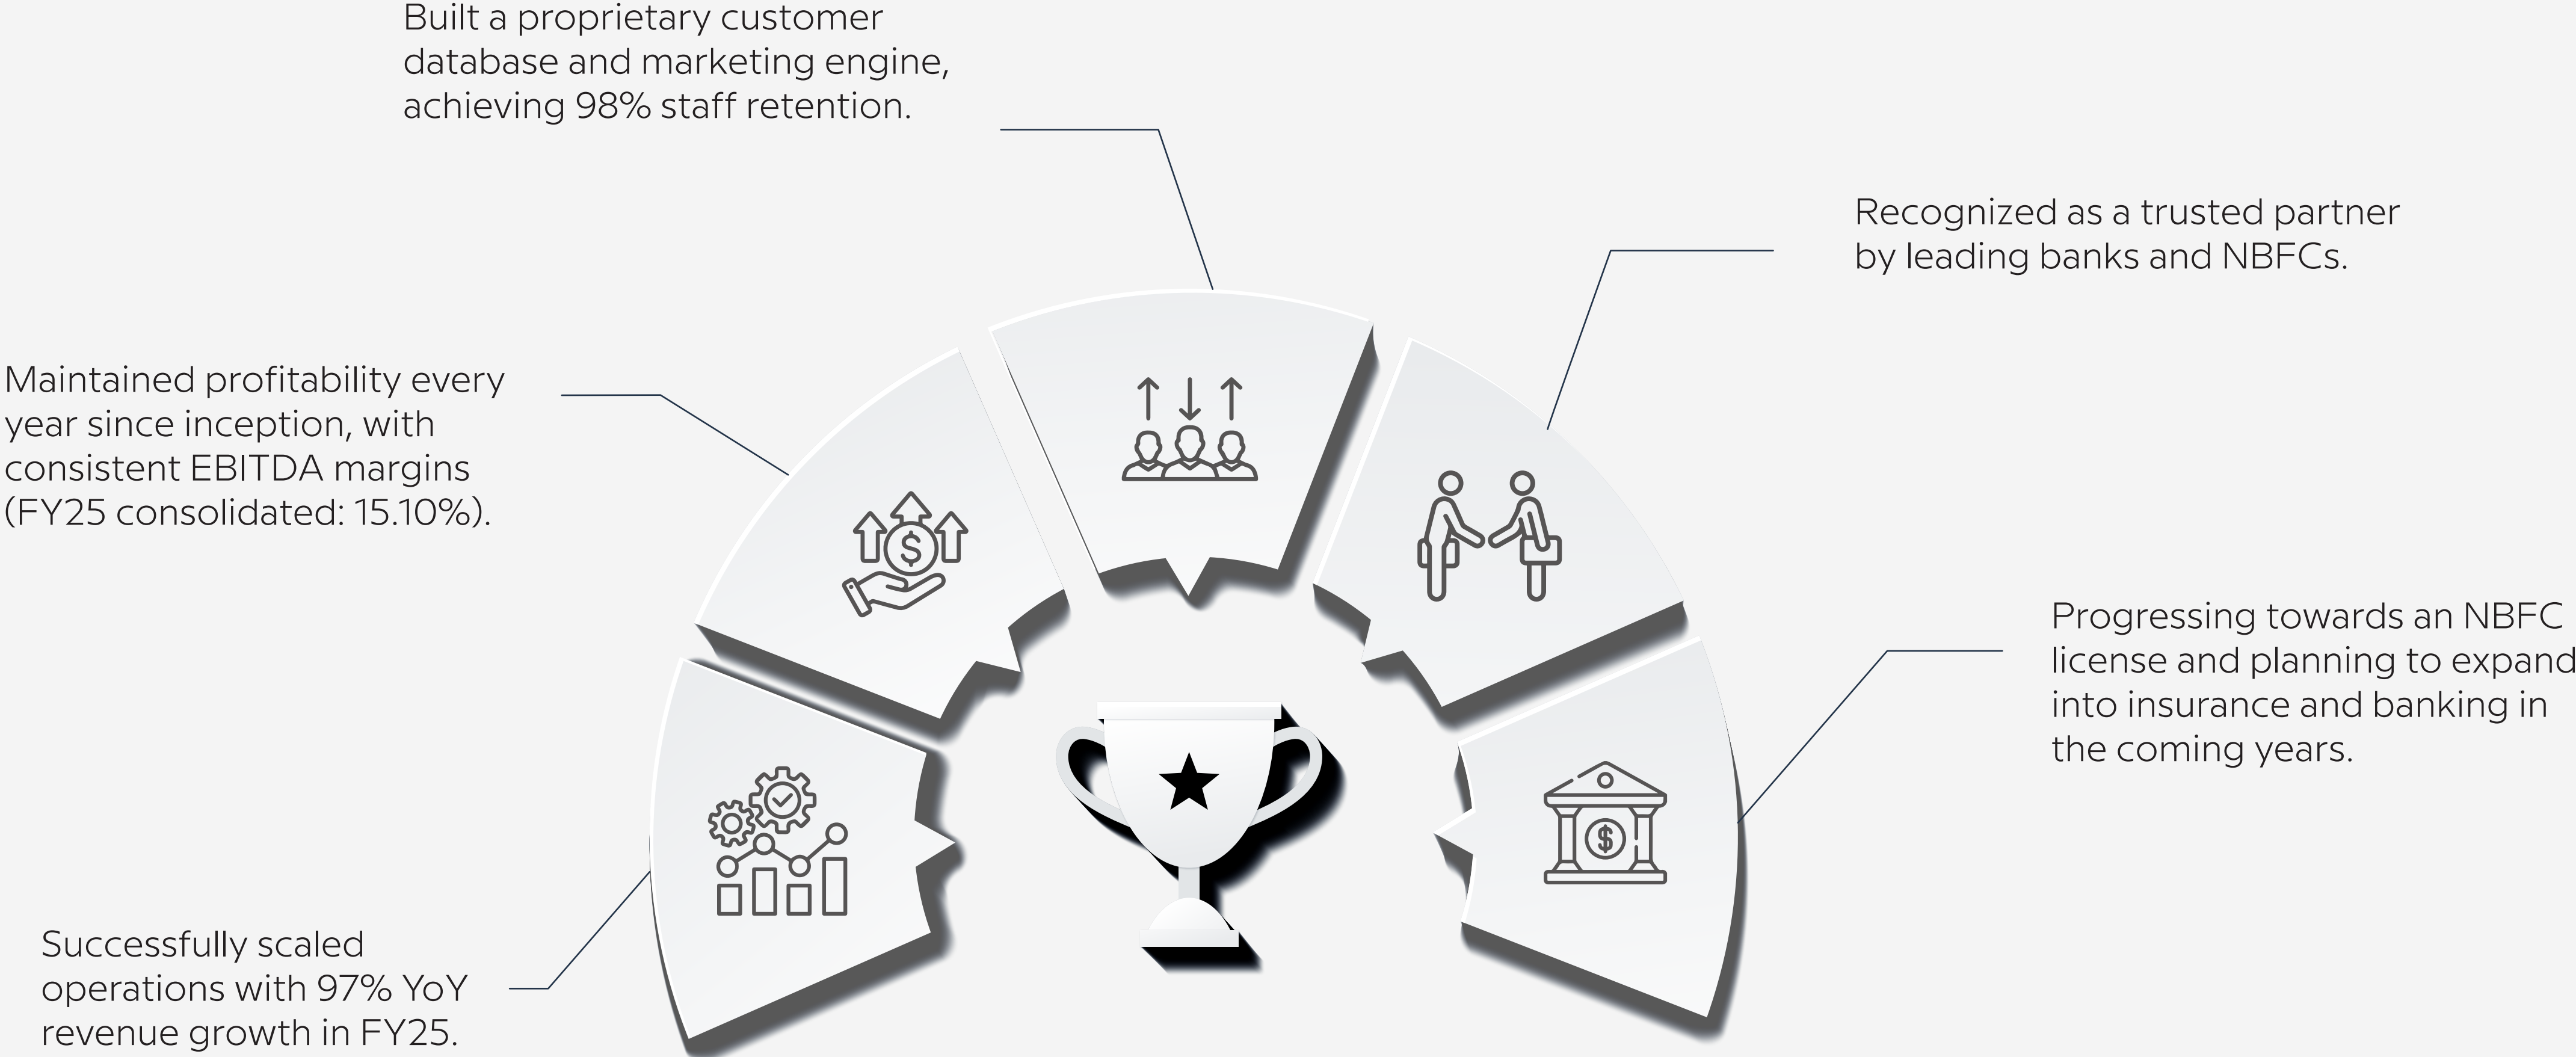 Built a proprietary customer
database and marketing engine,
achieving 98% staff retention.
Recognized as a trusted partner
by leading banks and NBFCs.
Maintained profitability every
year since inception, with
consistent EBITDA margins
(FY25 consolidated: 15.10%).
Progressing towards an NBFC
license and planning to expand
into insurance and banking in
the coming years.
Successfully scaled
operations with 97% YoY
revenue growth in FY25.
$
$